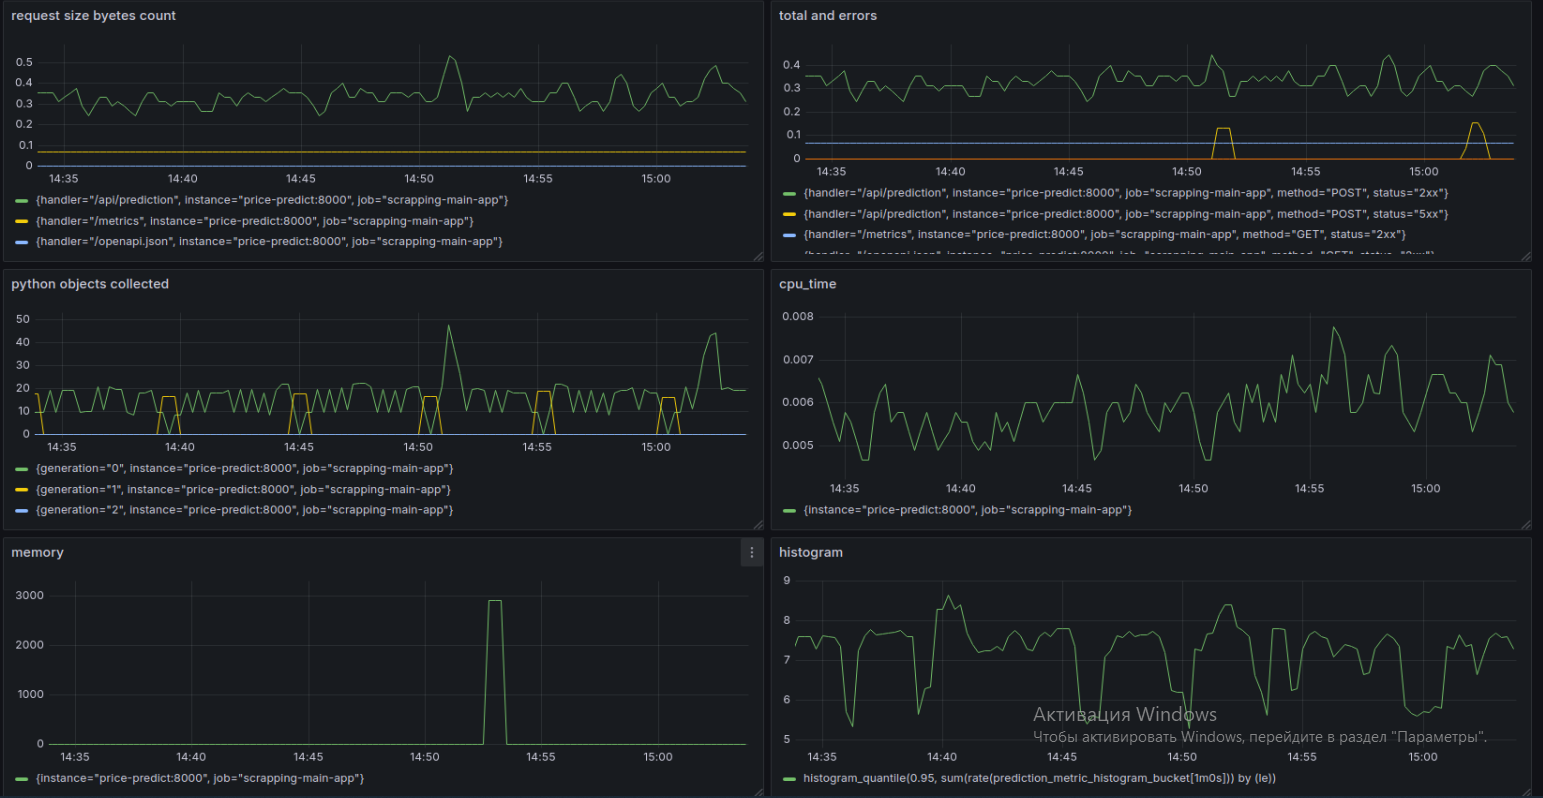 request size byetes count
0.5
0.4
0.3
0.2
0.1
0
14:35 14:40 14:45 14:50 14:55 15:00
{handler="/api/prediction", instance="price-predict:8000", job="scrapping-main-app"}
{handler="/metrics", instance="price-predict:8000", job="scrapping-main-app"}
{handler="/openapi.json", instance="price-predict:8000", job="scrapping-main-app"}
total and errors
0.4
0.3
0.2
0.1
0
14:35 14:40 14:45 14:50 14:55 15:00
{handler="/api/prediction", instance="price-predict:8000", job="scrapping-main-app", method="POST", status="2xx"}
{handler="/api/prediction", instance="price-predict:8000", job="scrapping-main-app", method="POST", status="5xx"}
{handler="/metrics", instance="price-predict:8000", job="scrapping-main-app", method="GET", status="2xx"}
python objects collected
50
40
30
20
10
0
14:35 14:40 14:45 14:50 14:55 15:00
{generation="0", instance="price-predict:8000", job="scrapping-main-app"}
{generation="1", instance="price-predict:8000", job="scrapping-main-app"}
{generation="2", instance="price-predict:8000", job="scrapping-main-app"}
cpu_time
0.008
0.007
0.006
0.005
14:35 14:40 14:45 14:50 14:55 15:00
{instance="price-predict:8000", job="scrapping-main-app"}
memory
3000
2000
1000
0
14:35 14:40 14:45 14:50 14:55 15:00
{instance="price-predict:8000", job="scrapping-main-app"}
histogram
9
8
7
6
5
14:35 14:40 14:45 14:50 14:55 15:00
histogram_quantile(0.95, sum(rate(prediction_metric_histogram_bucket[1m0s])) by (le))
Активация Windows
Чтобы активировать Windows, перейдите в раздел "Параметры".